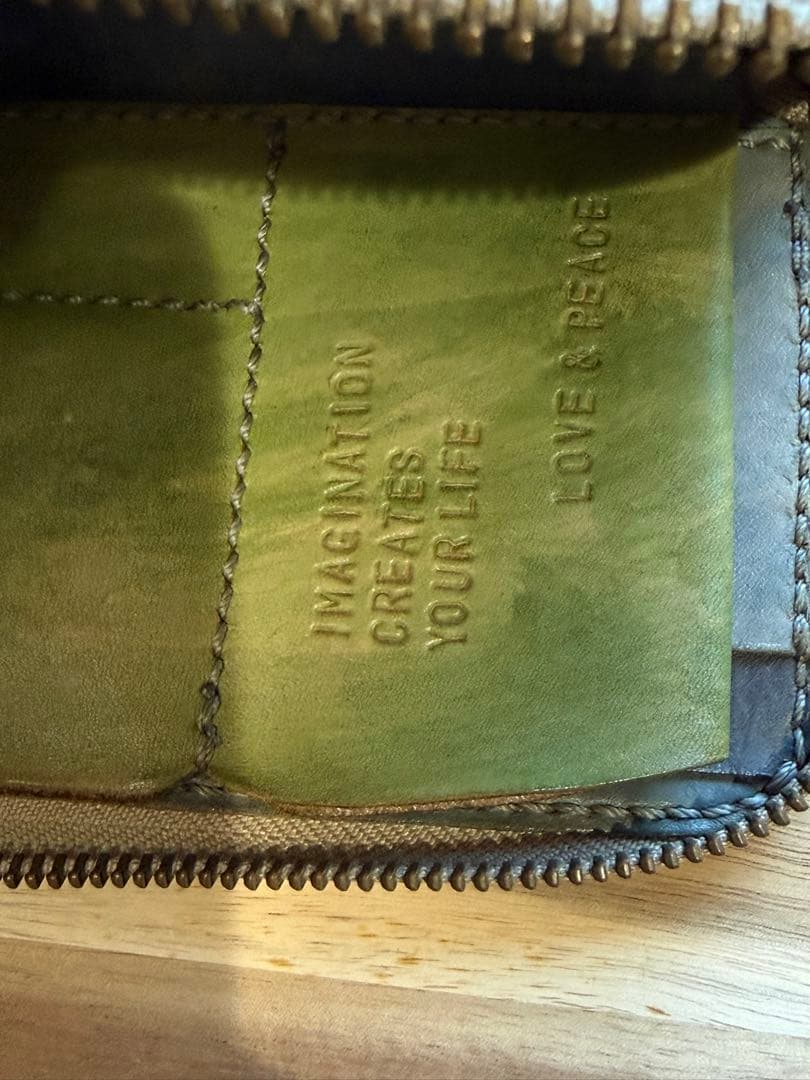 IMAGINATION
CREATES
YOUR LIFE
LOVE & PEACE